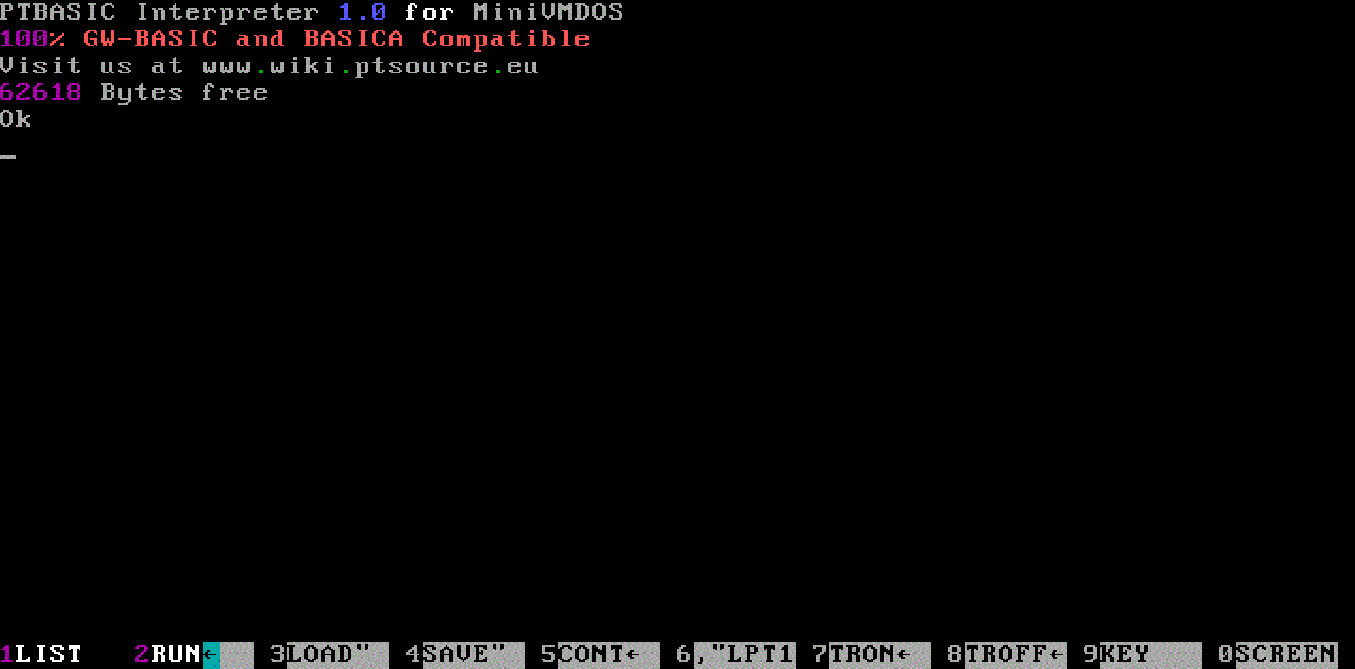 PTBASIC Interpreter 1.0 for MiniVMDOS
100% GW-BASIC and BASICA Compatible
Visit us at www.wiki.ptsource.eu
62618 Bytes free
Ok
1LIST 2RUN← 3LOAD" 4SAVE" 5CONT← 6,"LPT1 7TRON← 8TROFF← 9KEY 0SCREEN